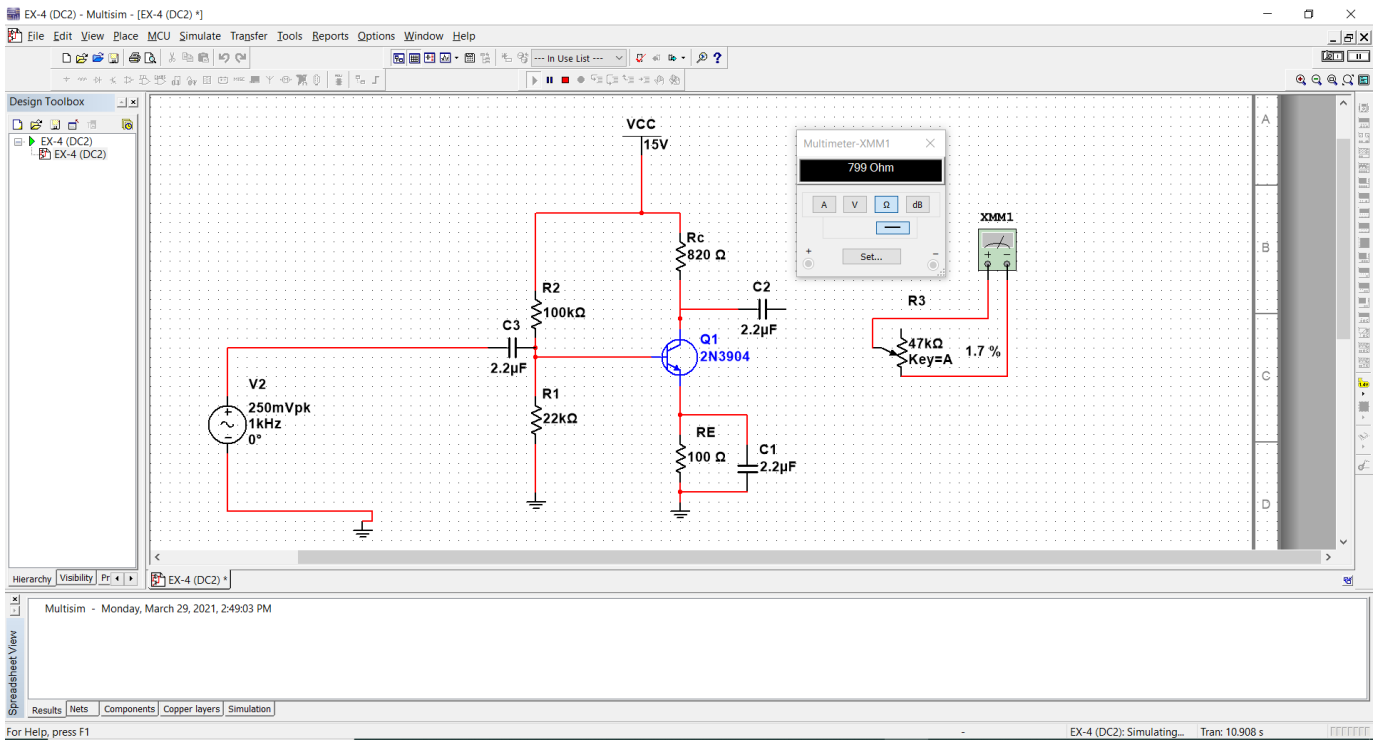 EX-4 (DC2) - Multisim - [EX-4 (DC2) *]
File Edit View Place MCU Simulate Transfer Tools Reports Options Window Help
--- In Use List ---
Design Toolbox
EX-4 (DC2)
EX-4 (DC2)
VCC
15V
Rc
820 Ω
R2
100kΩ
C3
2.2µF
C2
2.2µF
Q1
2N3904
V2
250mVpk
1kHz
0°
R1
22kΩ
RE
100 Ω
C1
2.2µF
Multimeter-XMM1
799 Ohm
A V Ω dB
+ Set... -
XMM1
+ -
R3
47kΩ
Key=A
1.7 %
A
B
C
D
Hierarchy Visibility Pr
EX-4 (DC2) *
Multisim - Monday, March 29, 2021, 2:49:03 PM
Spreadsheet View
Results Nets Components Copper layers Simulation
For Help, press F1
- EX-4 (DC2): Simulating... Tran: 10.908 s